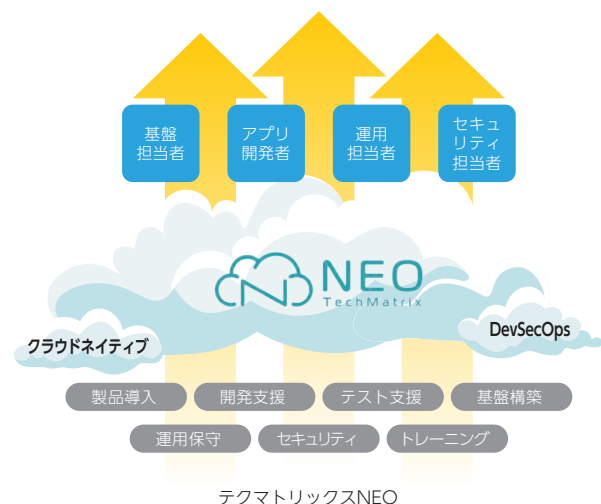 基盤
担当者
アプリ
開発者
運用
担当者
セキュ
リティ
担当者
NEO
TechMatrix
クラウドネイティブ
DevSecOps
製品導入
開発支援
テスト支援
基盤構築
運用保守
セキュリティ
トレーニング
テクマトリックスNEO